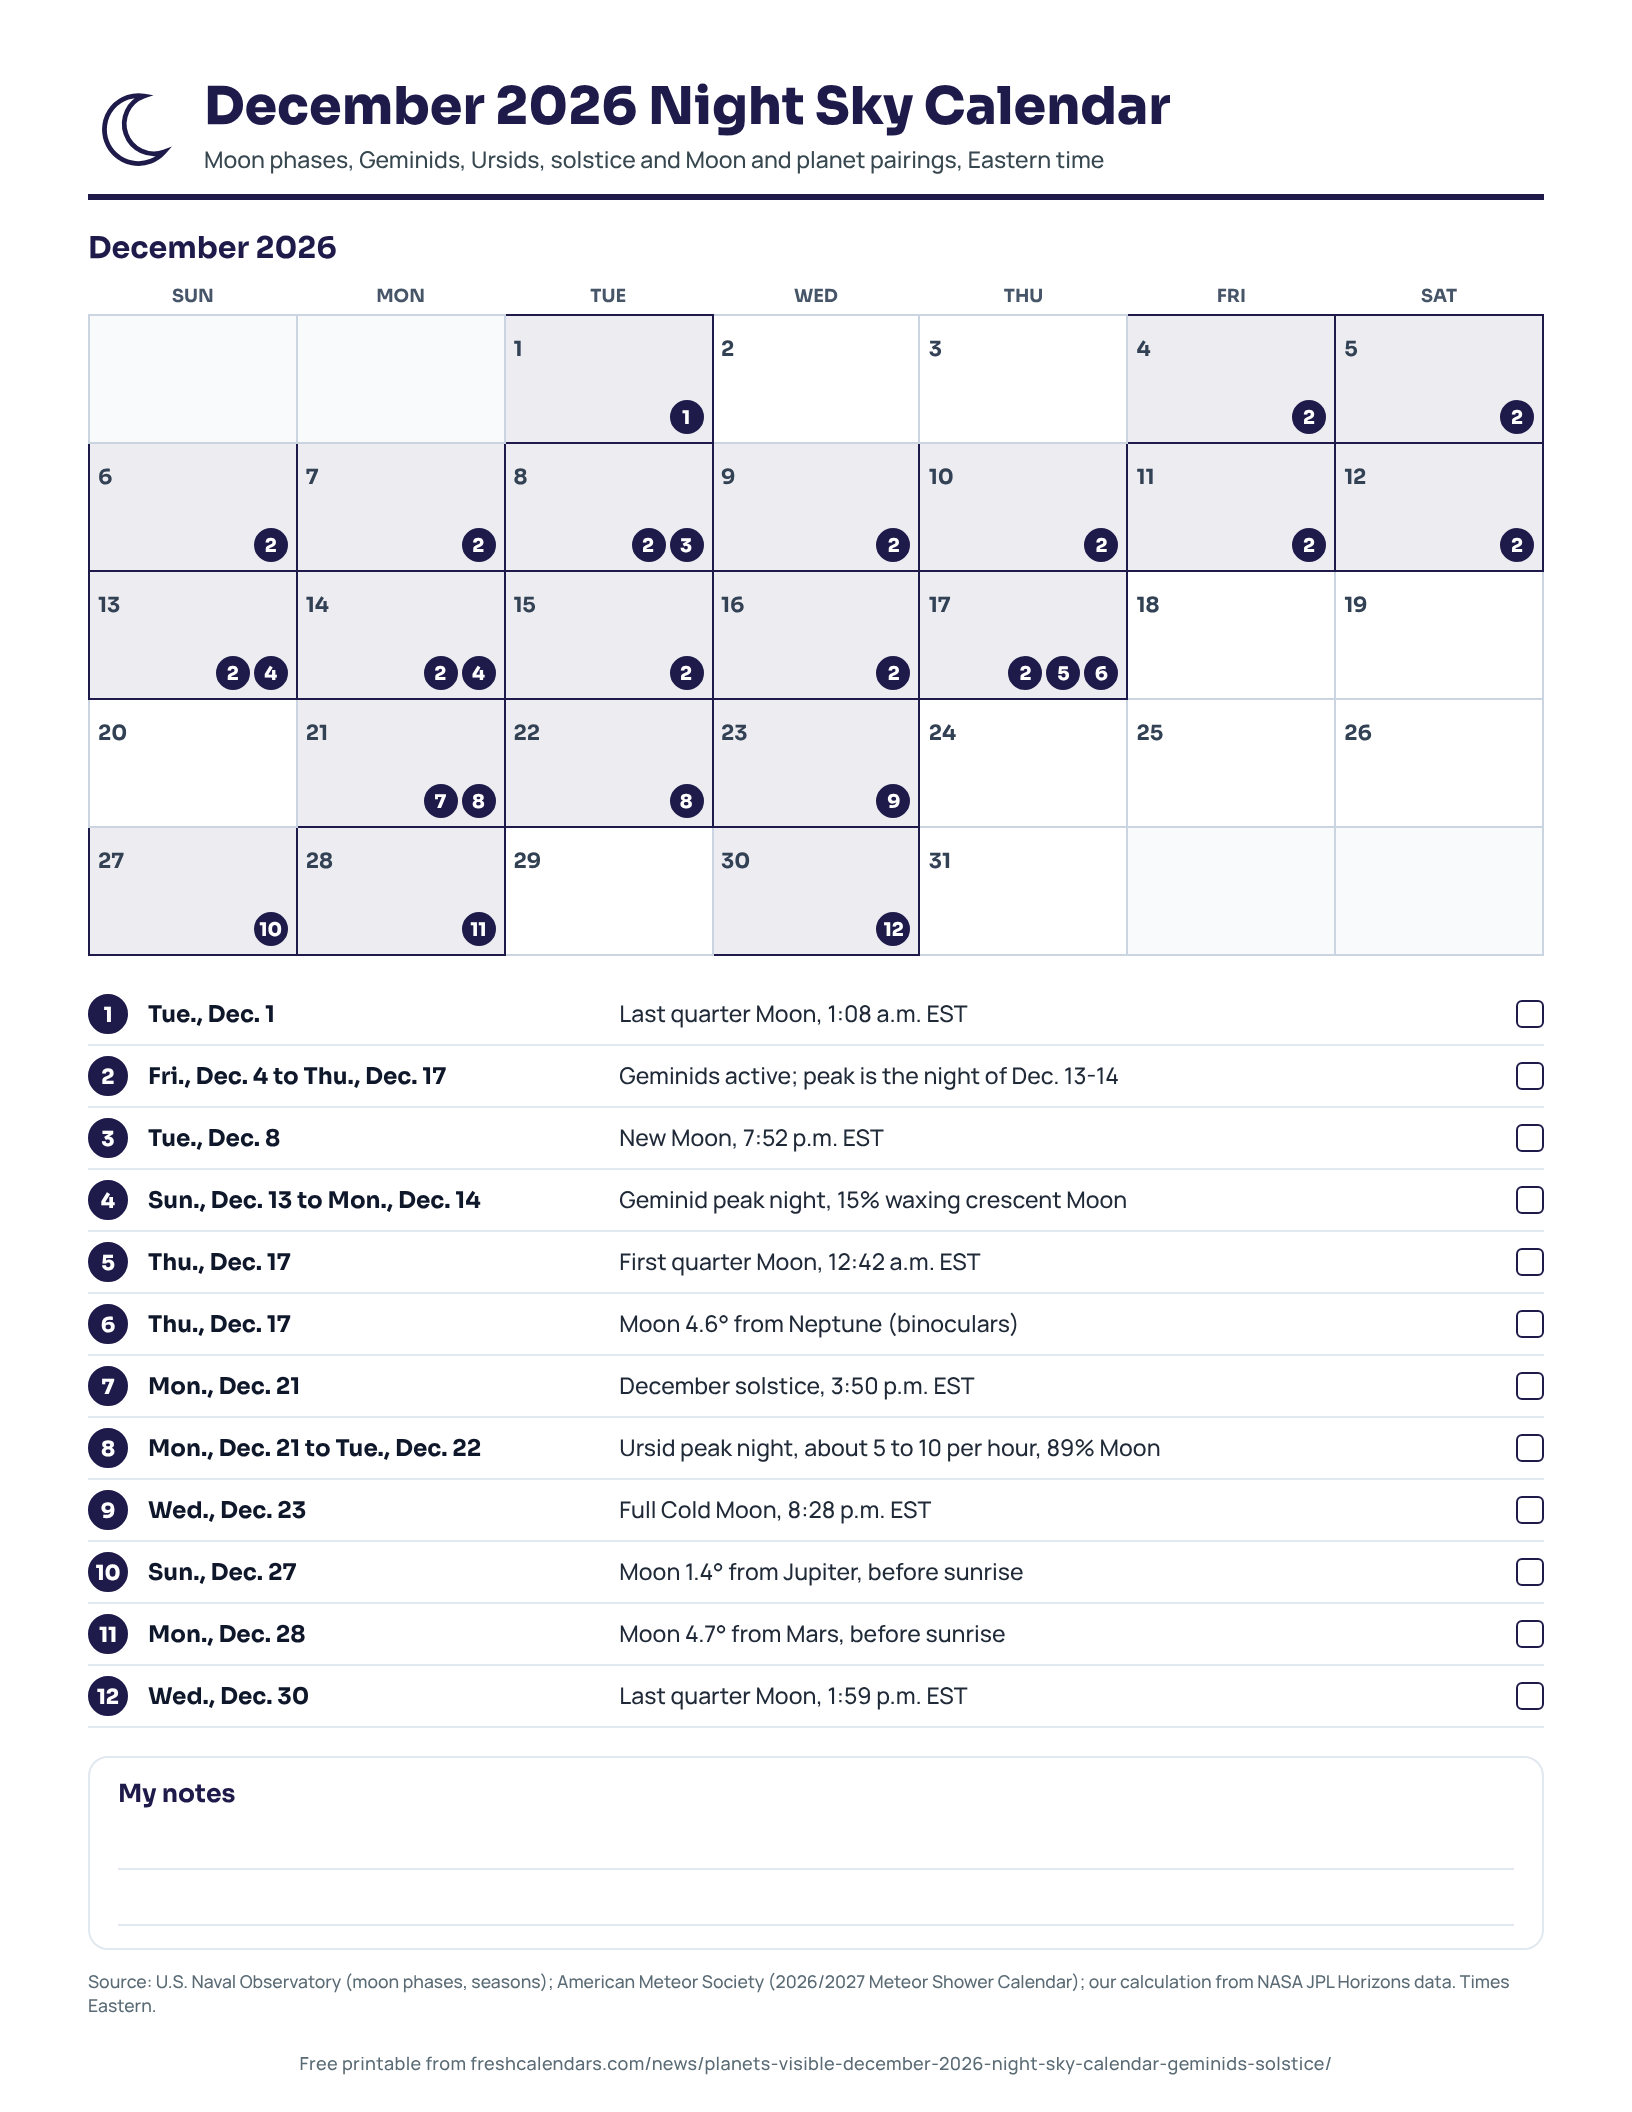 December 2026 Night Sky Calendar
Moon phases, Geminids, Ursids, solstice and Moon and planet pairings, Eastern time
December 2026
SUN MON TUE WED THU FRI SAT
1 2 3 4 5
1 2 2
6 7 8 9 10 11 12
2 2 2 3 2 2 2 2
13 14 15 16 17 18 19
2 4 2 4 2 2 2 5 6
20 21 22 23 24 25 26
7 8 8 9
27 28 29 30 31
10 11 12
1 Tue., Dec. 1 Last quarter Moon, 1:08 a.m. EST
2 Fri., Dec. 4 to Thu., Dec. 17 Geminids active; peak is the night of Dec. 13-14
3 Tue., Dec. 8 New Moon, 7:52 p.m. EST
4 Sun., Dec. 13 to Mon., Dec. 14 Geminid peak night, 15% waxing crescent Moon
5 Thu., Dec. 17 First quarter Moon, 12:42 a.m. EST
6 Thu., Dec. 17 Moon 4.6° from Neptune (binoculars)
7 Mon., Dec. 21 December solstice, 3:50 p.m. EST
8 Mon., Dec. 21 to Tue., Dec. 22 Ursid peak night, about 5 to 10 per hour, 89% Moon
9 Wed., Dec. 23 Full Cold Moon, 8:28 p.m. EST
10 Sun., Dec. 27 Moon 1.4° from Jupiter, before sunrise
11 Mon., Dec. 28 Moon 4.7° from Mars, before sunrise
12 Wed., Dec. 30 Last quarter Moon, 1:59 p.m. EST
My notes
Source: U.S. Naval Observatory (moon phases, seasons); American Meteor Society (2026/2027 Meteor Shower Calendar); our calculation from NASA JPL Horizons data. Times
Eastern.
Free printable from freshcalendars.com/news/planets-visible-december-2026-night-sky-calendar-geminids-solstice/